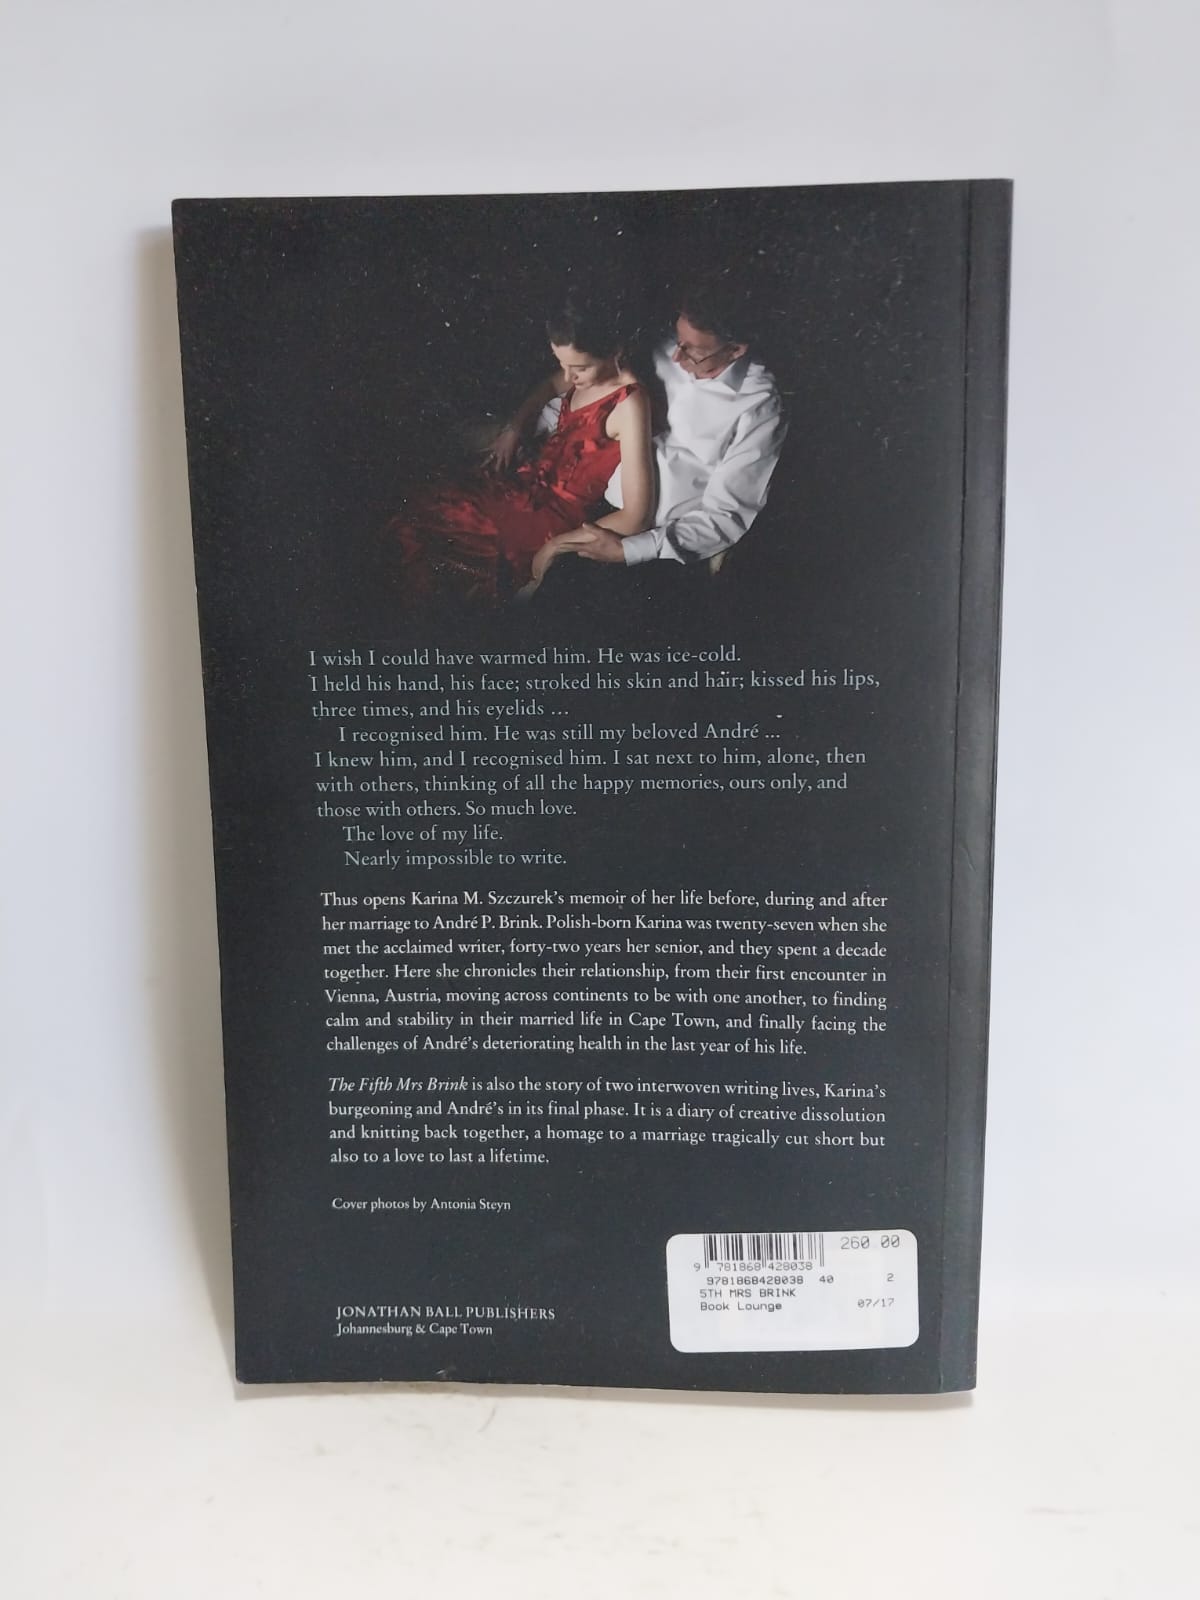 I wish I could have warmed him. He was ice-cold.
I held his hand, his face; stroked his skin and hair; kissed his lips,
three times, and his eyelids ...
I recognised him. He was still my beloved André ...
I knew him, and I recognised him. I sat next to him, alone, then
with others, thinking of all the happy memories, ours only, and
those with others. So much love.
The love of my life.
Nearly impossible to write.
Thus opens Karina M. Szczurek's memoir of her life before, during and after
her marriage to André P. Brink. Polish-born Karina was twenty-seven when she
met the acclaimed writer, forty-two years her senior, and they spent a decade
together. Here she chronicles their relationship, from their first encounter in
Vienna, Austria, moving across continents to be with one another, to finding
calm and stability in their married life in Cape Town, and finally facing the
challenges of André's deteriorating health in the last year of his life.
The Fifth Mrs Brink is also the story of two interwoven writing lives, Karina's
burgeoning and André's in its final phase. It is a diary of creative dissolution
and knitting back together, a homage to a marriage tragically cut short but
also to a love to last a lifetime.
Cover photos by Antonia Steyn
260.00
9 781868 428038
9781868428038 40 2
5TH MRS BRINK
Book Lounge 07/17
JONATHAN BALL PUBLISHERS
Johannesburg & Cape Town